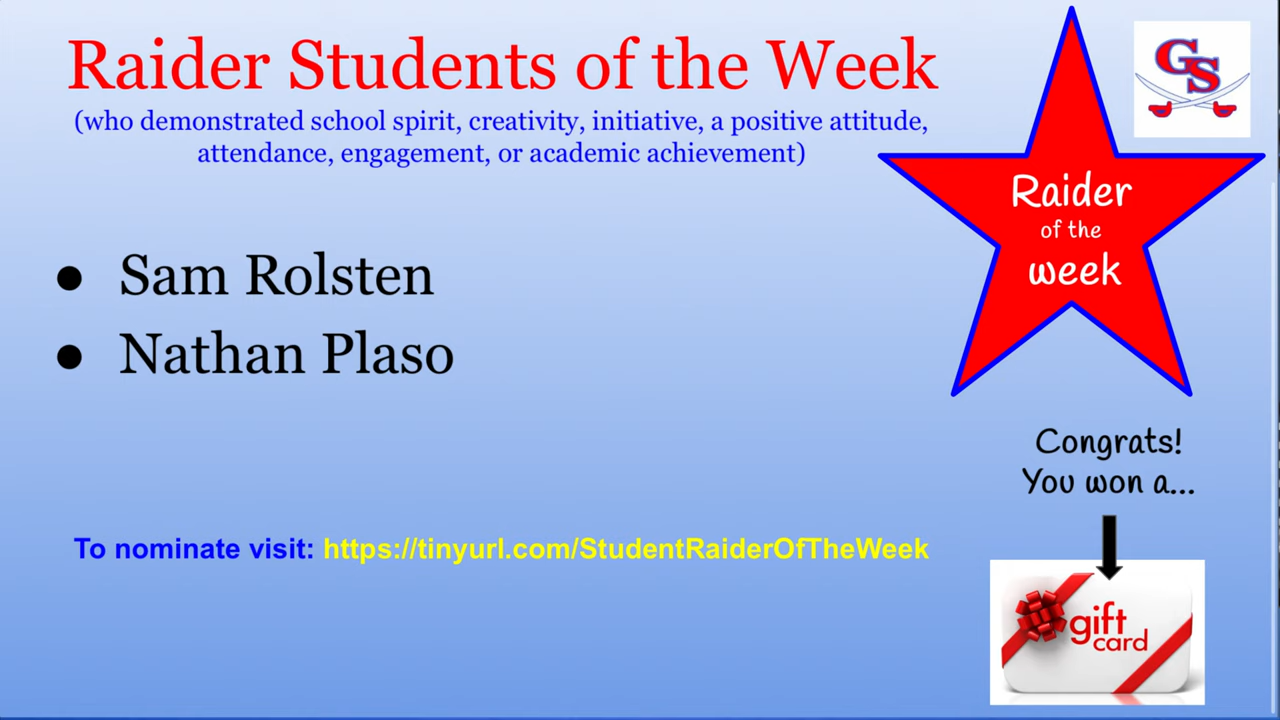 Raider Students of the Week
(who demonstrated school spirit, creativity, initiative, a positive attitude,
attendance, engagement, or academic achievement)
● Sam Rolsten
● Nathan Plaso
To nominate visit: https://tinyurl.com/StudentRaiderOfTheWeek
GS
Raider
of the
week
Congrats!
You won a...
gift
card